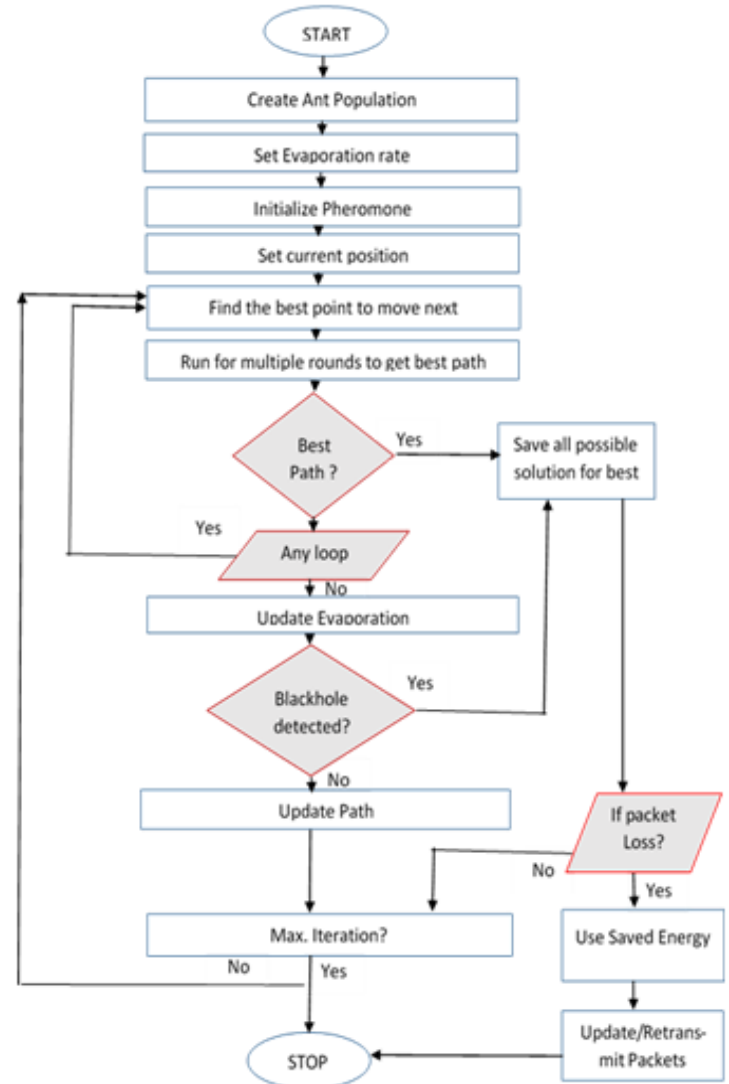 START
Create Ant Population
Set Evaporation rate
Initialize Pheromone
Set current position
Find the best point to move next
Run for multiple rounds to get best path
Best
Path ?
Yes
Save all possible
solution for best
Yes
Any loop
No
Update Evaporation
Blackhole
detected?
Yes
No
Update Path
If packet
Loss?
No
Yes
Max. Iteration?
No
Yes
Use Saved Energy
Update/Retrans-
mit Packets
STOP